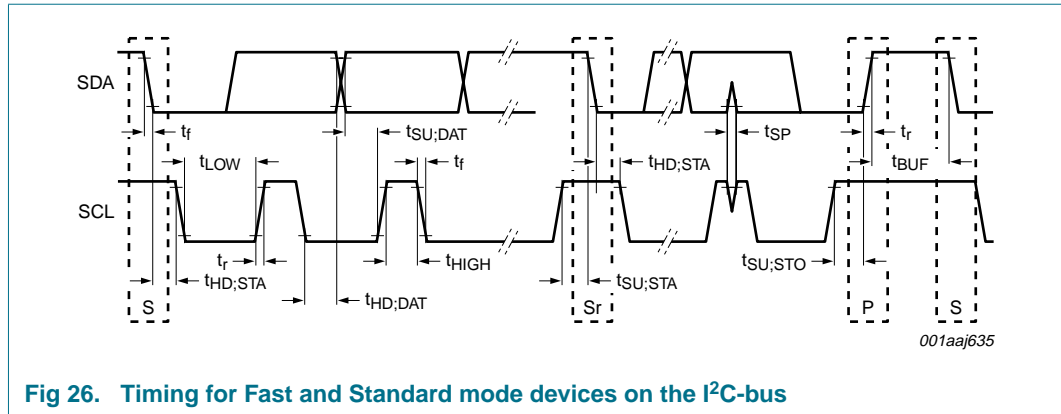 SDA
t_f
t_SU;DAT
t_SP
t_r
t_LOW
t_f
t_HD;STA
t_BUF
SCL
t_r
t_HD;STA
t_HIGH
t_SU;STA
t_SU;STO
t_HD;DAT
S
Sr
P
S
001aaj635
Fig 26. Timing for Fast and Standard mode devices on the I²C-bus